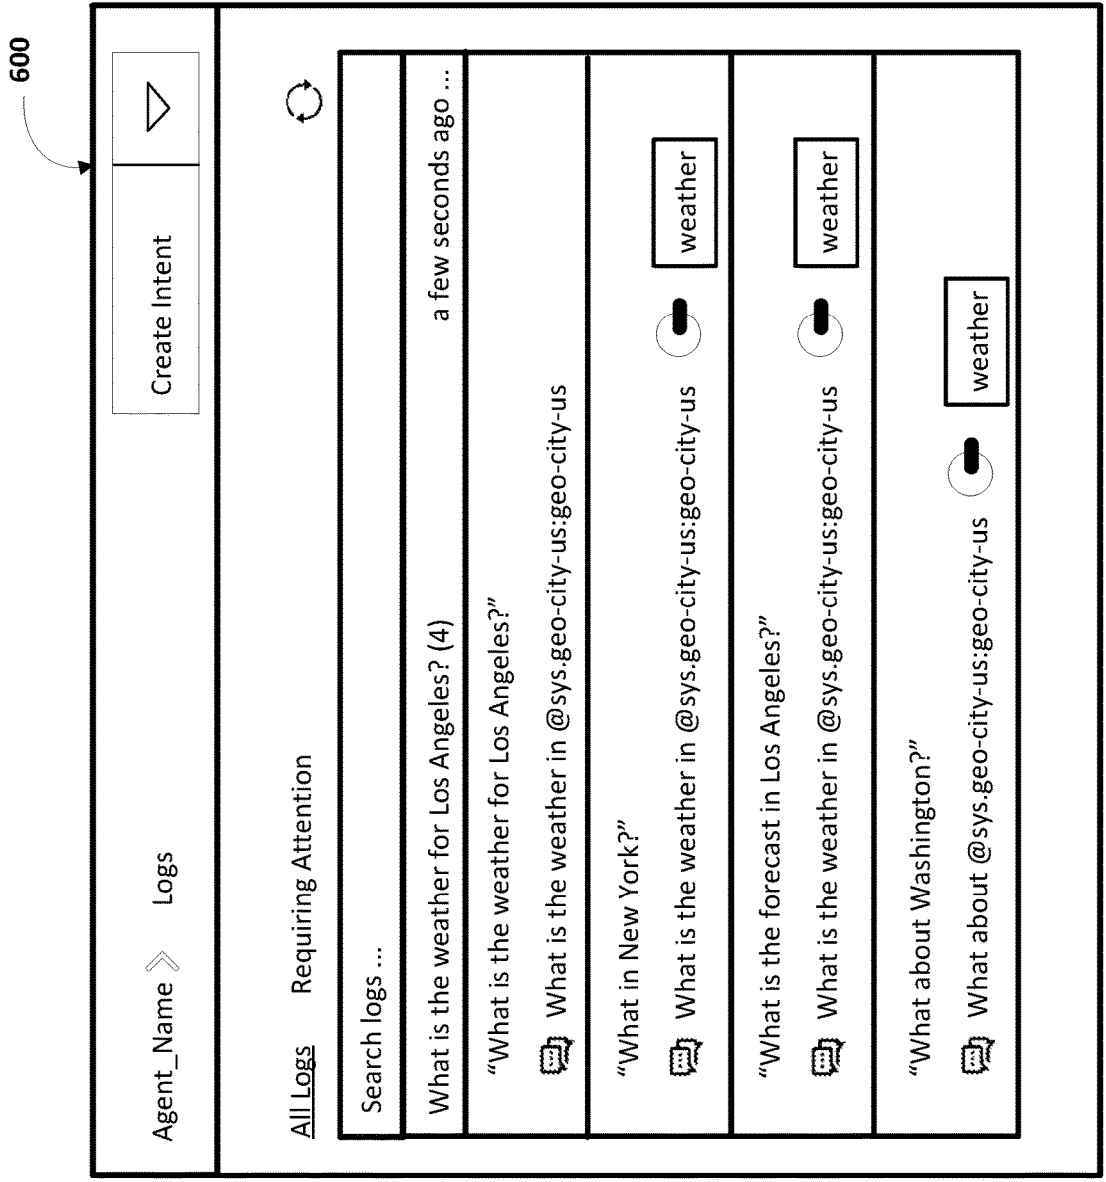 600
Agent_Name Logs Create Intent
All Logs Requiring Attention
Search logs ...
What is the weather for Los Angeles? (4) a few seconds ago ...
“What is the weather for Los Angeles?”
What is the weather in @sys.geo-city-us:geo-city-us
“What in New York?”
What is the weather in @sys.geo-city-us:geo-city-us weather
“What is the forecast in Los Angeles?”
What is the weather in @sys.geo-city-us:geo-city-us weather
“What about Washington?”
What about @sys.geo-city-us:geo-city-us weather